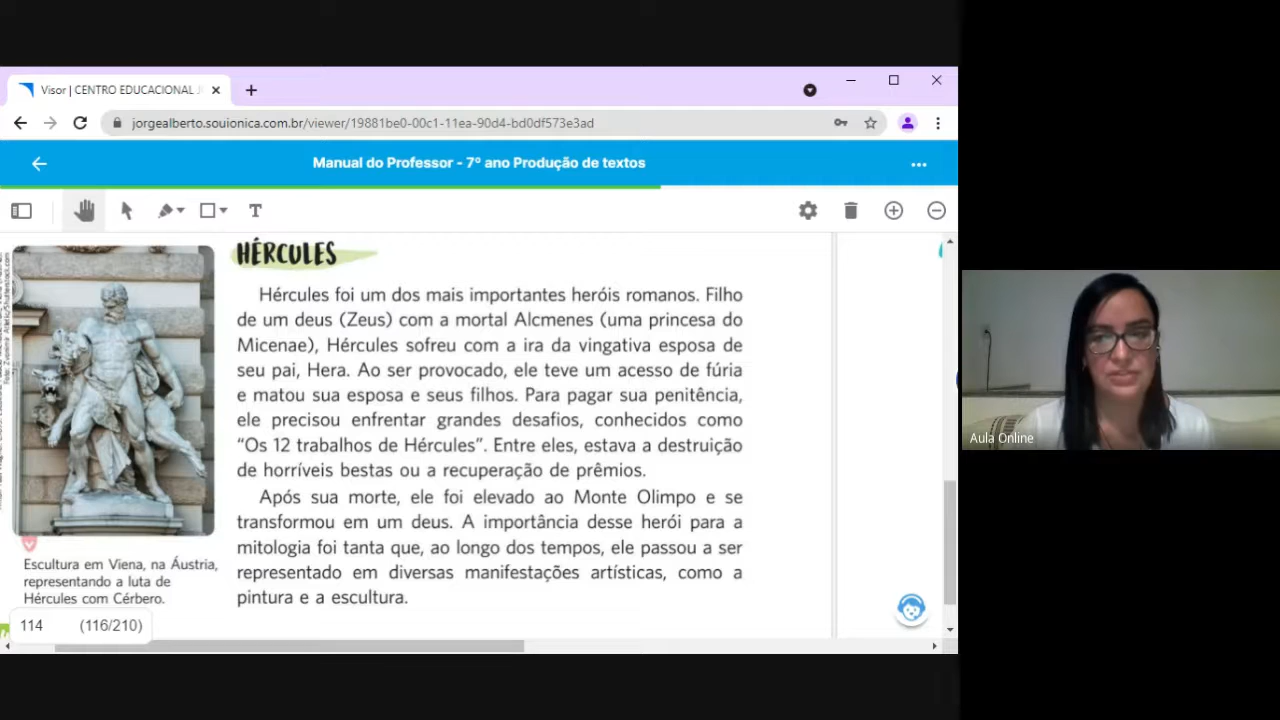 Visor | CENTRO EDUCACIONAL
jorgealberto.souionica.com.br/viewer/19881be0-00c1-11ea-90d4-bd0df573e3ad
Manual do Professor - 7º ano Produção de textos
HÉRCULES
Hércules foi um dos mais importantes heróis romanos. Filho
de um deus (Zeus) com a mortal Alcmenes (uma princesa do
Micenae), Hércules sofreu com a ira da vingativa esposa de
seu pai, Hera. Ao ser provocado, ele teve um acesso de fúria
e matou sua esposa e seus filhos. Para pagar sua penitência,
ele precisou enfrentar grandes desafios, conhecidos como
“Os 12 trabalhos de Hércules”. Entre eles, estava a destruição
de horríveis bestas ou a recuperação de prêmios.
Após sua morte, ele foi elevado ao Monte Olimpo e se
transformou em um deus. A importância desse herói para a
mitologia foi tanta que, ao longo dos tempos, ele passou a ser
representado em diversas manifestações artísticas, como a
pintura e a escultura.
Escultura em Viena, na Áustria,
representando a luta de
Hércules com Cérbero.
114 (116/210)
Aula Online